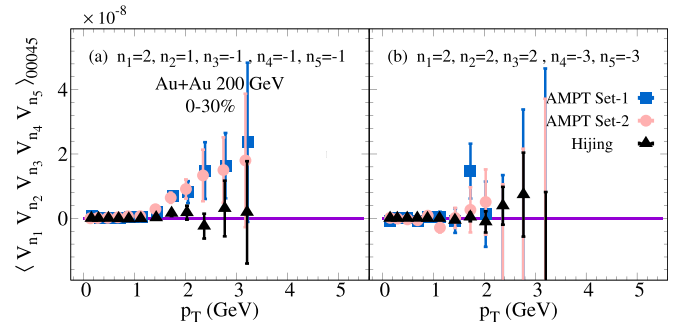 × 10⁻⁸
(a) n₁=2, n₂=1, n₃=-1, n₄=-1, n₅=-1
Au+Au 200 GeV
0-30%
(b) n₁=2, n₂=2, n₃=2 , n₄=-3, n₅=-3
AMPT Set-1
AMPT Set-2
Hijing
⟨ V_{n₁} V_{n₂} V_{n₃} V_{n₄} V_{n₅} ⟩₀₀₀₄₅
4
2
0
0 1 2 3 4 5
0 1 2 3 4 5
p_T (GeV)
p_T (GeV)